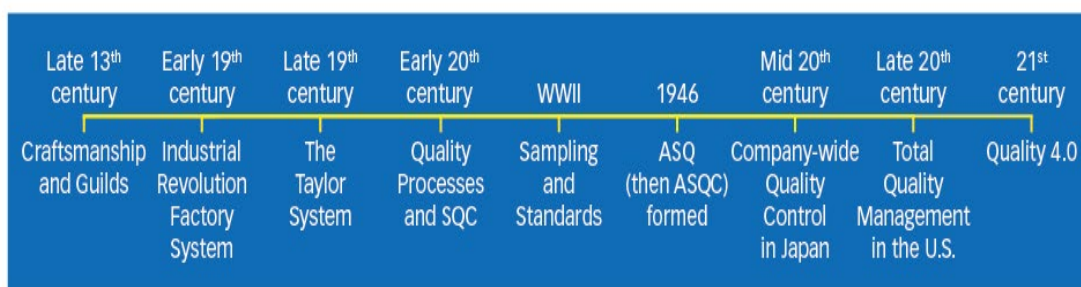 Late 13th
century
Early 19th
century
Late 19th
century
Early 20th
century
WWII
1946
Mid 20th
century
Late 20th
century
21st
century
Craftsmanship
and Guilds
Industrial
Revolution
Factory
System
The
Taylor
System
Quality
Processes
and SQC
Sampling
and
Standards
ASQ
(then ASQC)
formed
Company-wide
Quality
Control
in Japan
Total
Quality
Management
in the U.S.
Quality 4.0